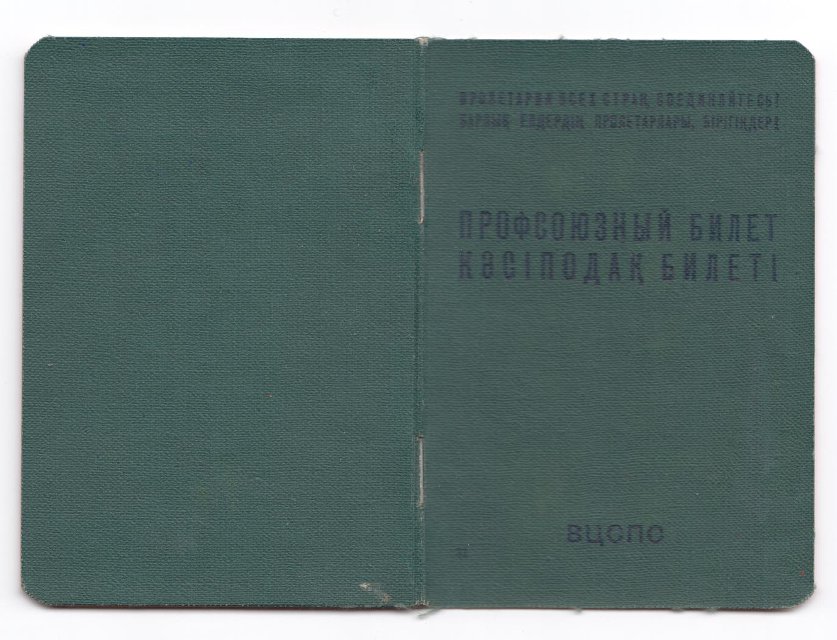 ПРОЛЕТАРИИ ВСЕХ СТРАН, СОЕДИНЯЙТЕСЬ!
БАРЛЫҚ ЕЛДЕРДІҢ ПРОЛЕТАРЛАРЫ, БІРІГІҢДЕР!
ПРОФСОЮЗНЫЙ БИЛЕТ
КӘСІПОДАҚ БИЛЕТІ
ВЦСПС